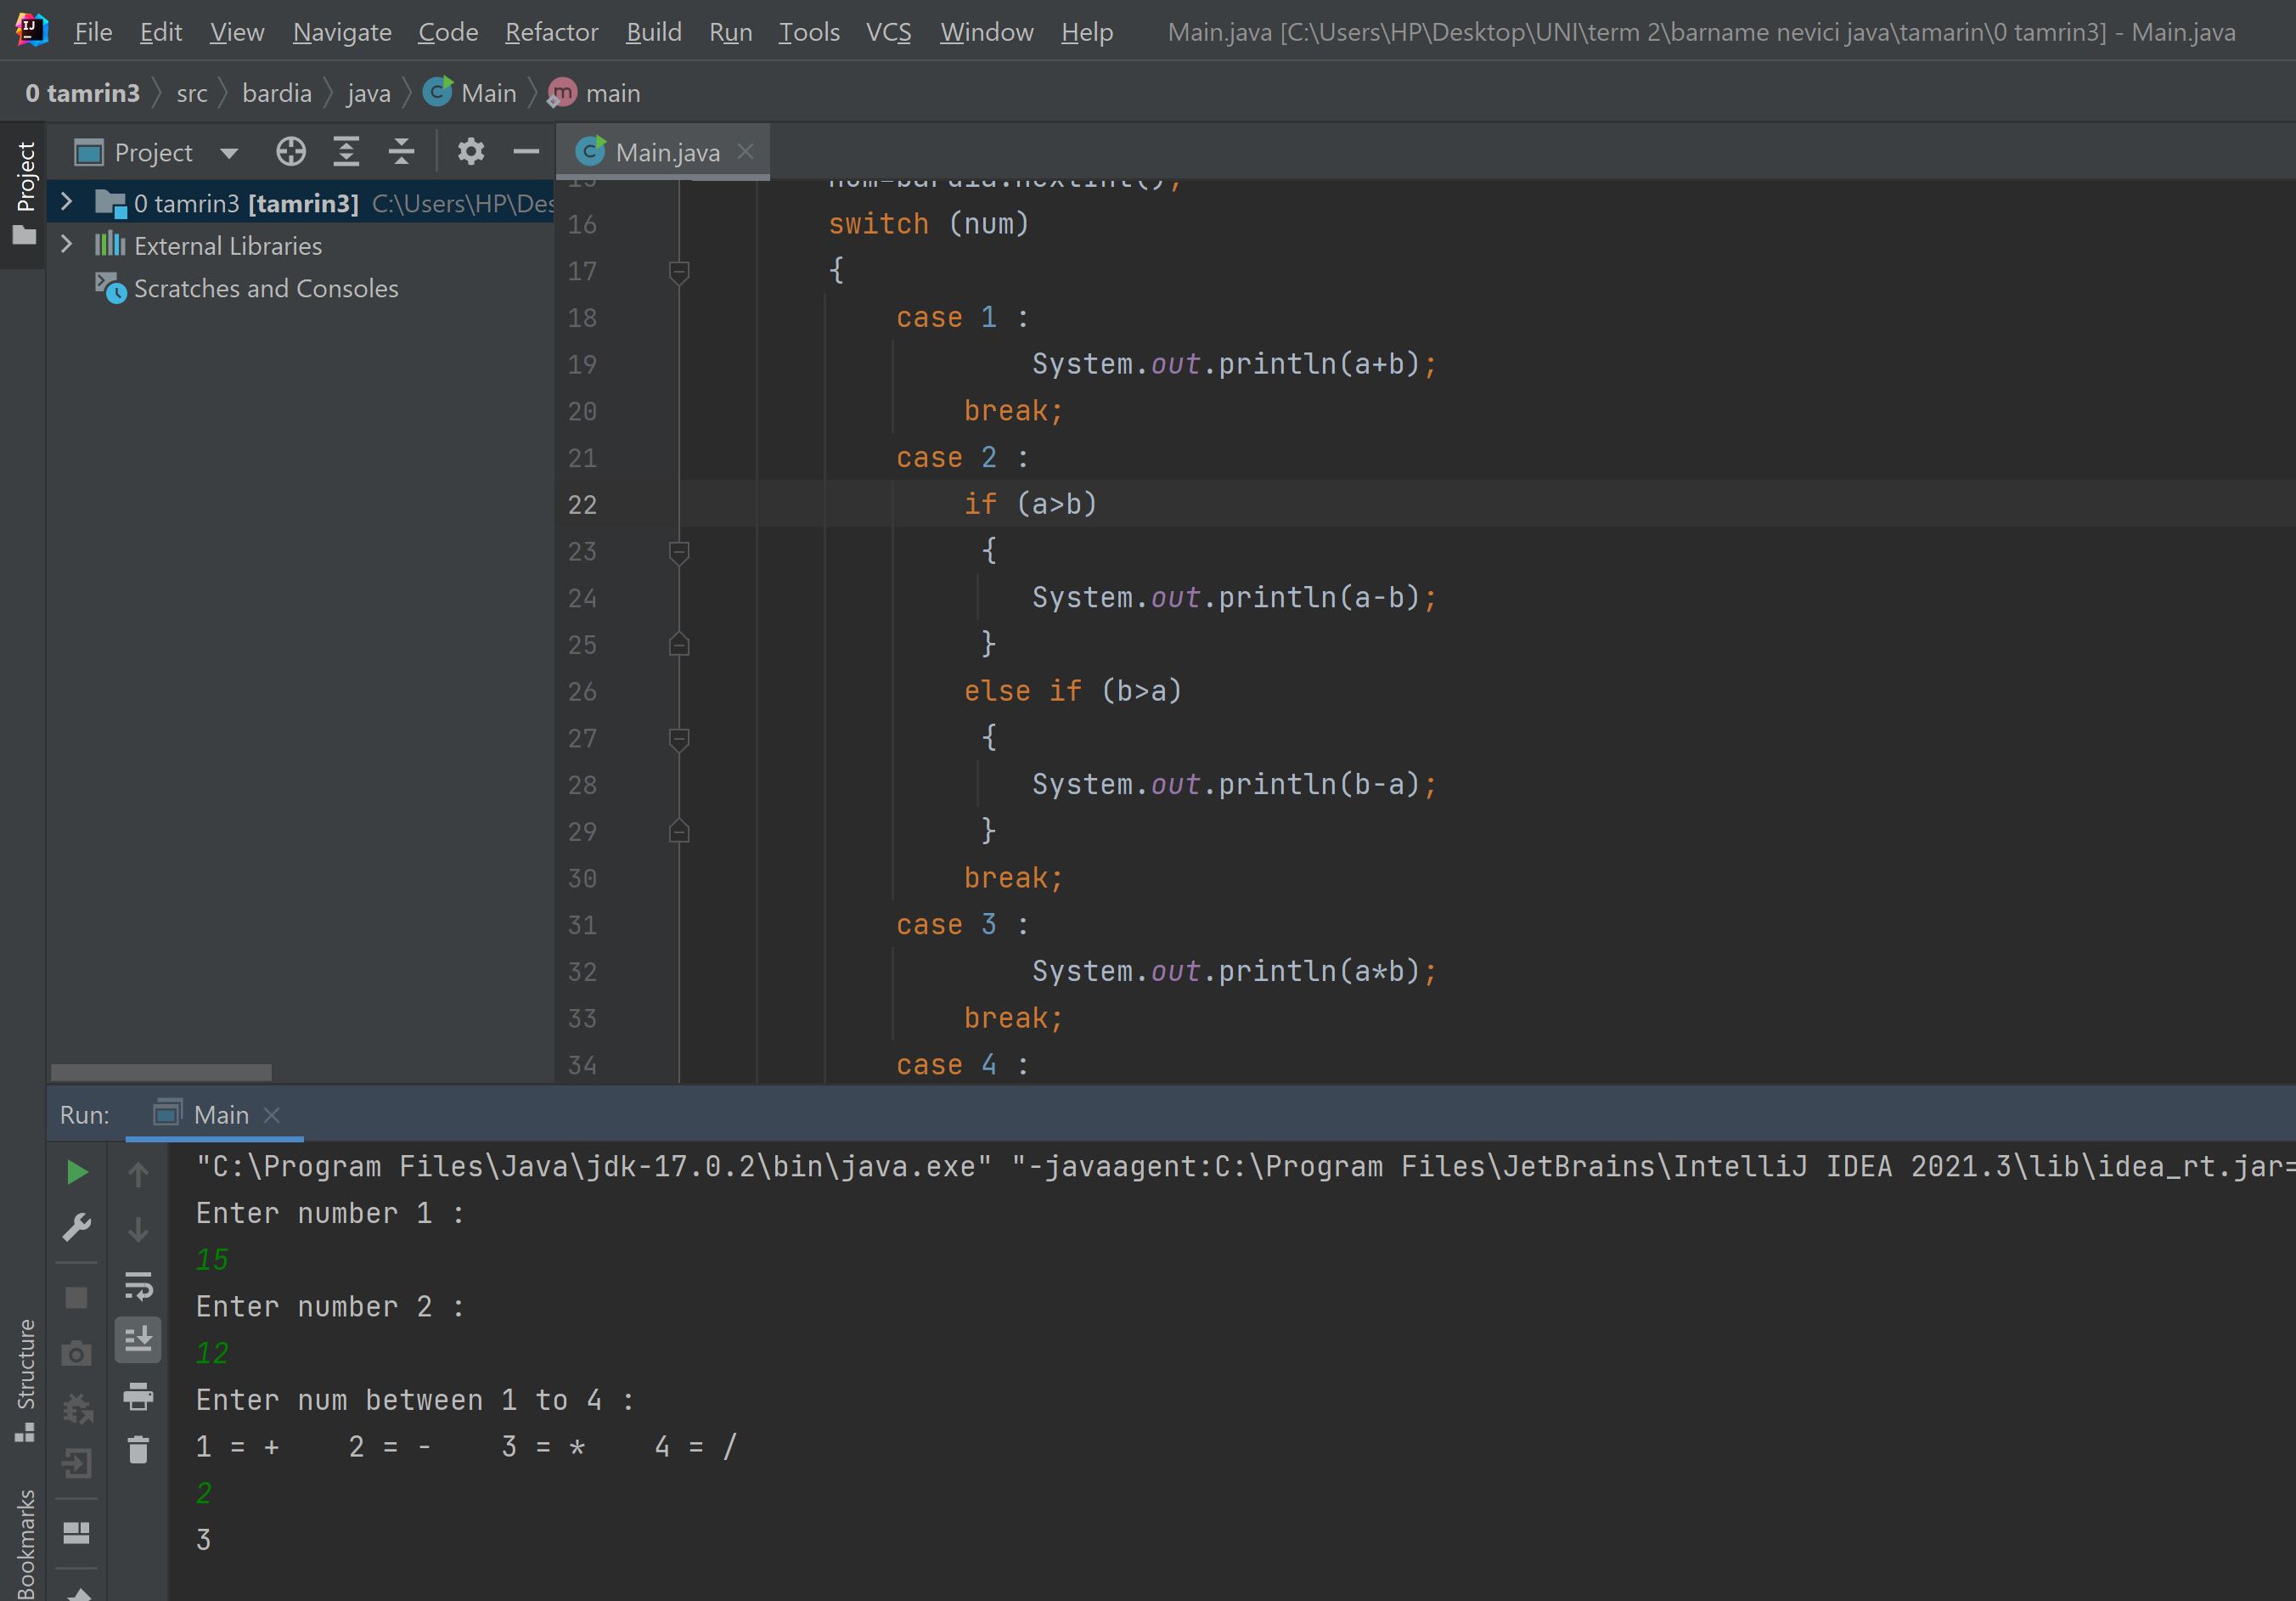 File Edit View Navigate Code Refactor Build Run Tools VCS Window Help Main.java [C:\Users\HP\Desktop\UNI\term 2\barname nevici java\tamarin\0 tamrin3] - Main.java
0 tamrin3 src bardia java Main main
Project
Project
Main.java
0 tamrin3 [tamrin3] C:\Users\HP\Des
External Libraries
Scratches and Consoles
15 num=bardia.nextInt();
16 switch (num)
17 {
18 case 1 :
19 System.out.println(a+b);
20 break;
21 case 2 :
22 if (a>b)
23 {
24 System.out.println(a-b);
25 }
26 else if (b>a)
27 {
28 System.out.println(b-a);
29 }
30 break;
31 case 3 :
32 System.out.println(a*b);
33 break;
34 case 4 :
Run: Main
"C:\Program Files\Java\jdk-17.0.2\bin\java.exe" "-javaagent:C:\Program Files\JetBrains\IntelliJ IDEA 2021.3\lib\idea_rt.jar=
Enter number 1 :
15
Enter number 2 :
12
Enter num between 1 to 4 :
1 = + 2 = - 3 = * 4 = /
2
3
Structure
Bookmarks